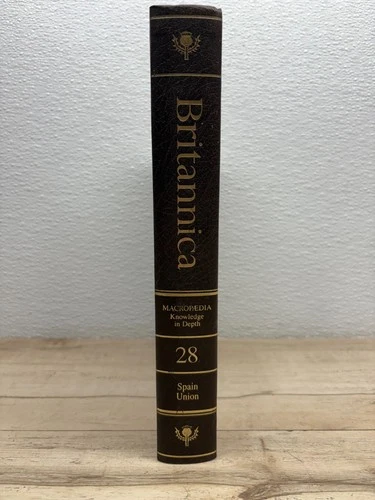 Britannica
MACROPÆDIA
Knowledge
in Depth
28
Spain
Union